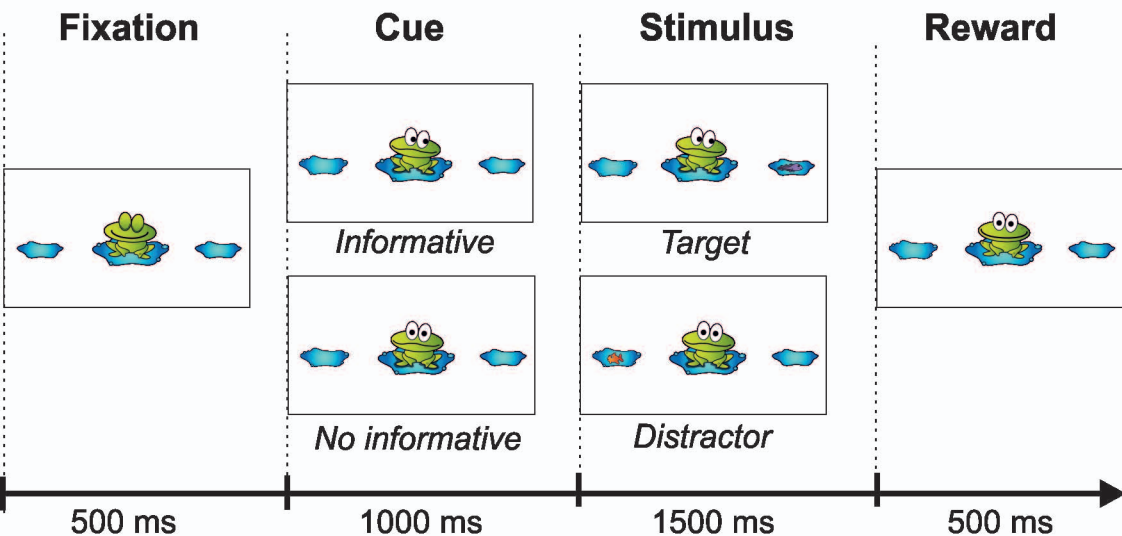 Fixation
Cue
Stimulus
Reward
Informative
Target
No informative
Distractor
500 ms
1000 ms
1500 ms
500 ms